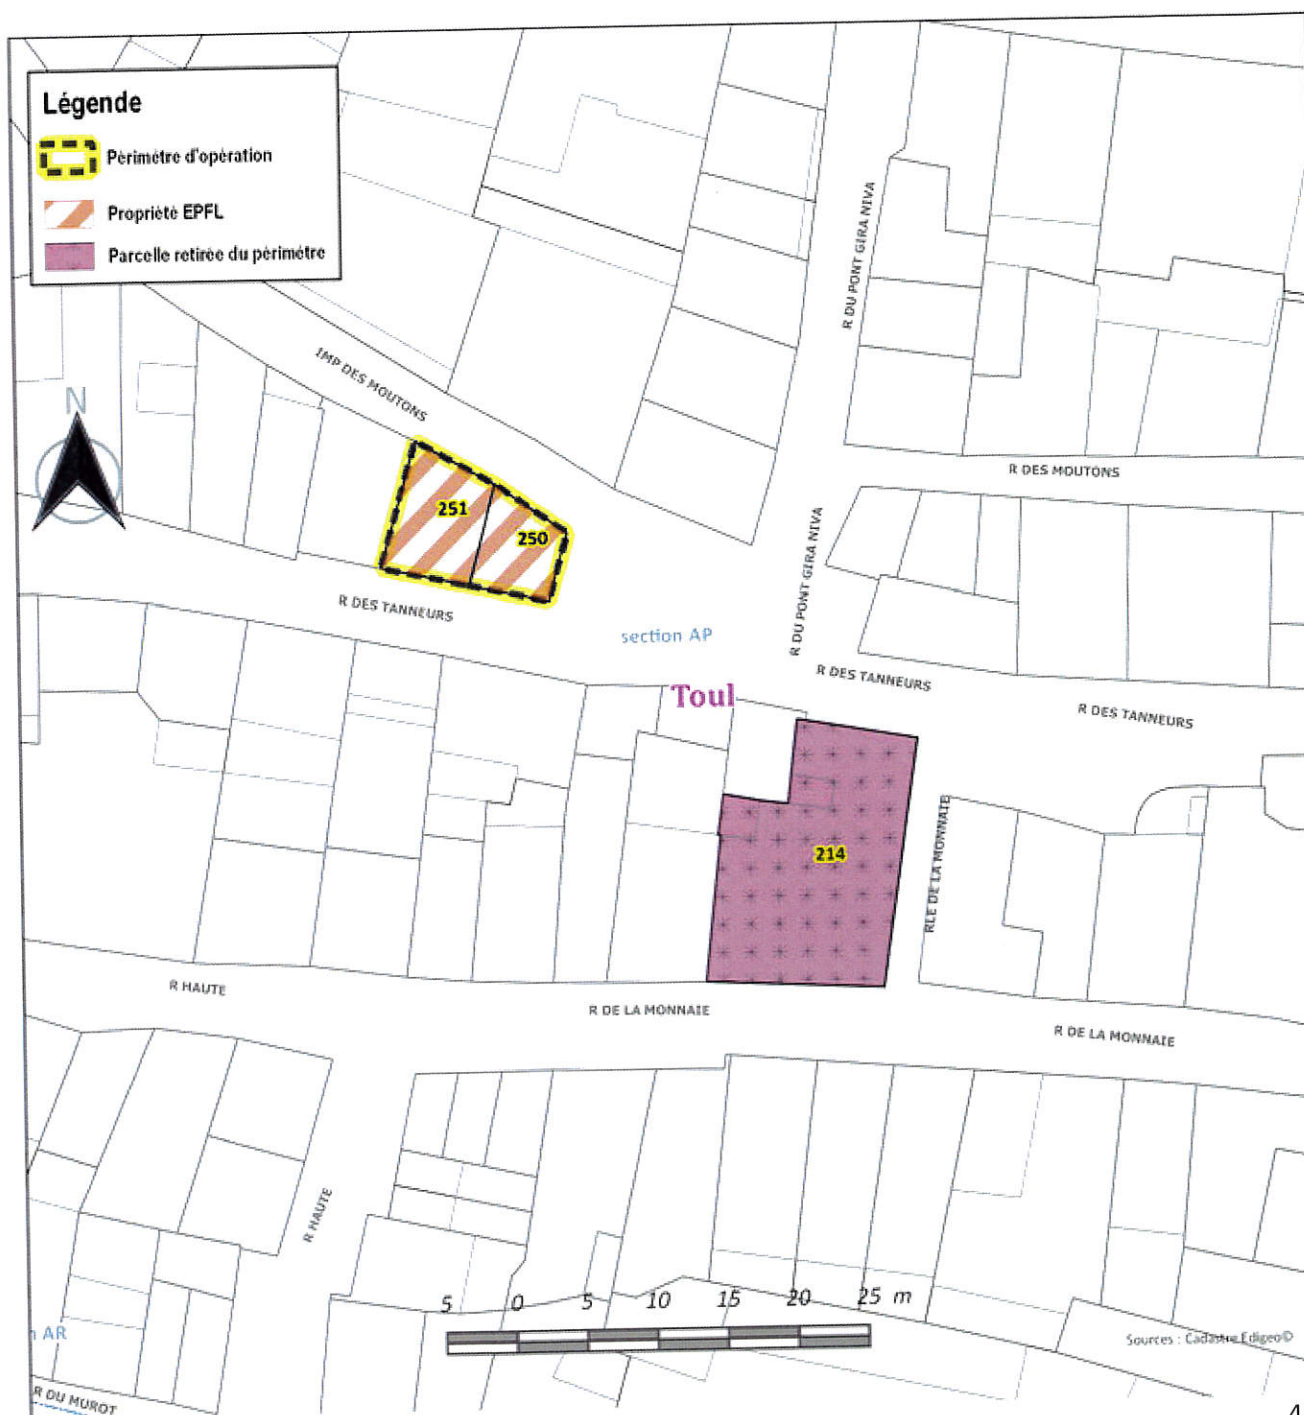 Légende
Périmétre d'opération
Propriété EPFL
Parcelle retirée du périmétre
N
IMP DES MOUTONS
R DU PONT GIRA NIVA
R DES MOUTONS
251
250
R DES TANNEURS
section AP
R DU PONT GIRA NIVA
Toul
R DES TANNEURS
R DES TANNEURS
214
RLE DE LA MONNAIE
R HAUTE
R DE LA MONNAIE
R DE LA MONNAIE
R HAUTE
5 0 5 10 15 20 25 m
AR
Sources : Cadastre Edigeo©
R DU MUROT
4